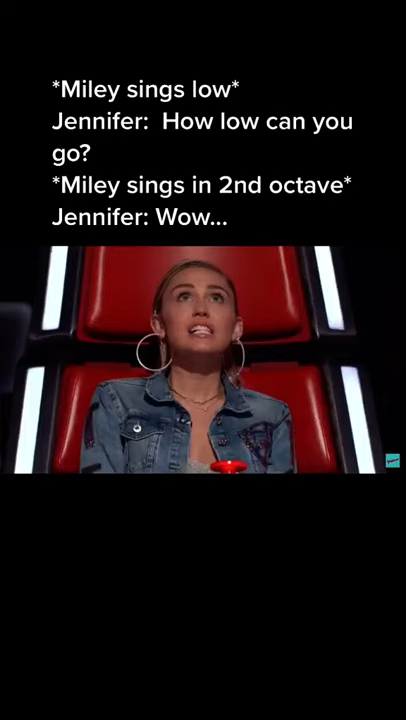 *Miley sings low*
Jennifer:  How low can you
go?
*Miley sings in 2nd octave*
Jennifer: Wow...